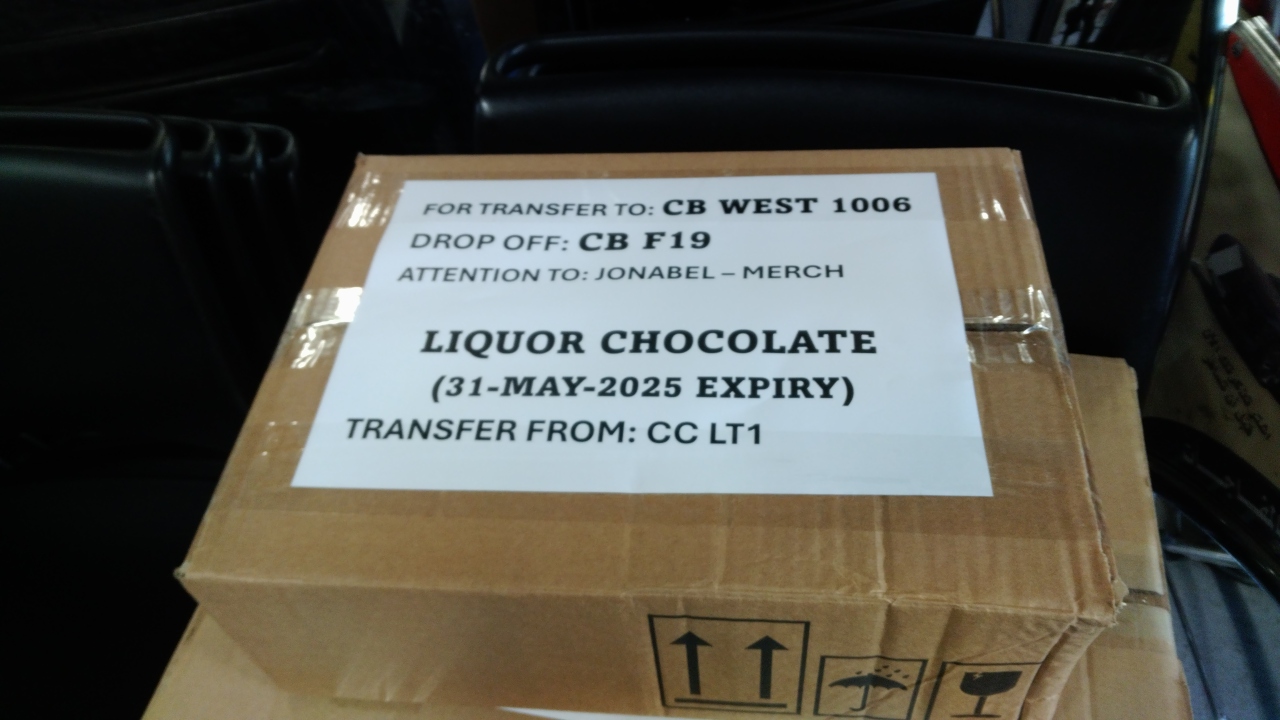 FOR TRANSFER TO: CB WEST 1006
DROP OFF: CB F19
ATTENTION TO: JONABEL – MERCH
LIQUOR CHOCOLATE
(31-MAY-2025 EXPIRY)
TRANSFER FROM: CC LT1